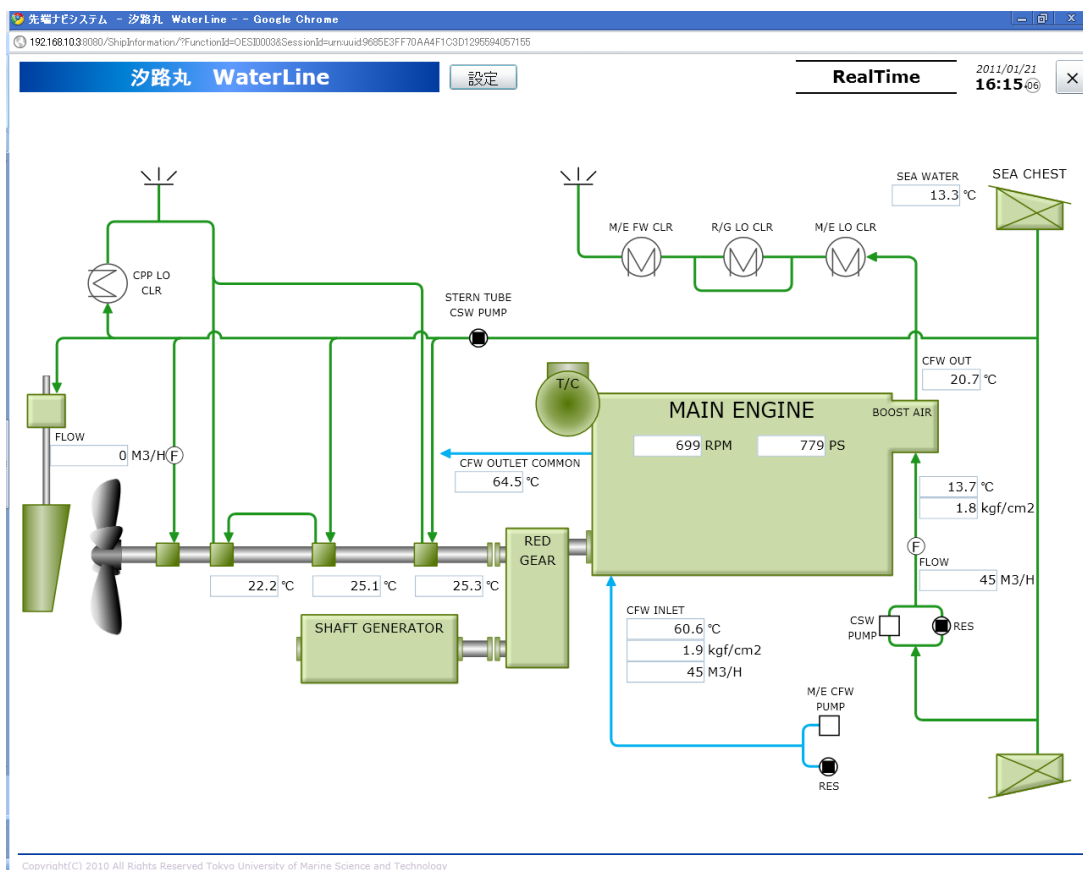 先端ナビシステム - 汐路丸 WaterLine - - Google Chrome
192.168.10.3:8080/ShipInformation/?FunctionId=OESI0003&SessionId=urn:uuid:9685E3FF70AA4F1C3D1295594057155
汐路丸 WaterLine
設定
RealTime
2011/01/21
16:15:06
SEA WATER
13.3 ℃
SEA CHEST
M/E FW CLR
R/G LO CLR
M/E LO CLR
CPP LO
CLR
STERN TUBE
CSW PUMP
CFW OUT
20.7 ℃
T/C
MAIN ENGINE
BOOST AIR
699 RPM
779 PS
FLOW
0 M3/H
F
CFW OUTLET COMMON
64.5 ℃
13.7 ℃
1.8 kgf/cm2
F
FLOW
45 M3/H
RED
GEAR
22.2 ℃
25.1 ℃
25.3 ℃
SHAFT GENERATOR
CFW INLET
60.6 ℃
1.9 kgf/cm2
45 M3/H
CSW
PUMP
RES
M/E CFW
PUMP
RES
Copyright(C) 2010 All Rights Reserved Tokyo University of Marine Science and Technology